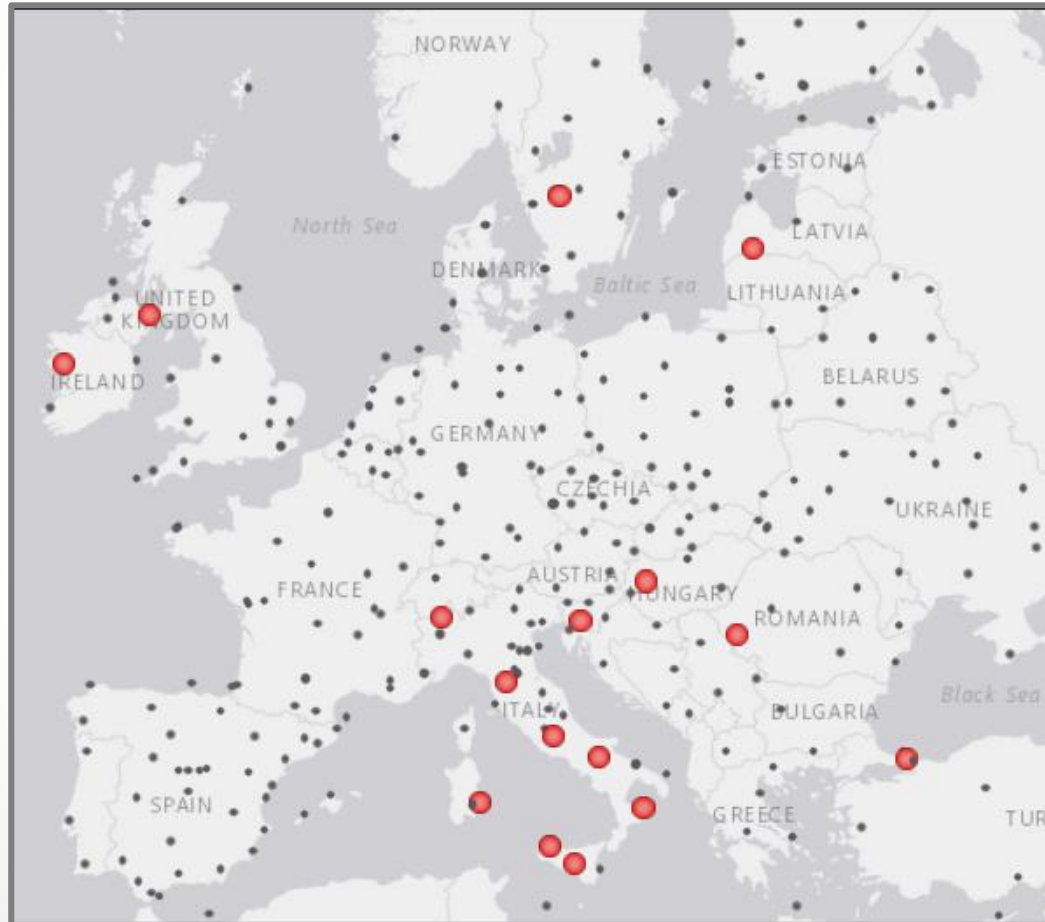 NORWAY
ESTONIA
North Sea
LATVIA
DENMARK
Baltic Sea
LITHUANIA
UNITED
KINGDOM
IRELAND
BELARUS
GERMANY
CZECHIA
UKRAINE
FRANCE
AUSTRIA
HUNGARY
ROMANIA
Black Sea
ITALY
BULGARIA
SPAIN
GREECE
TUR